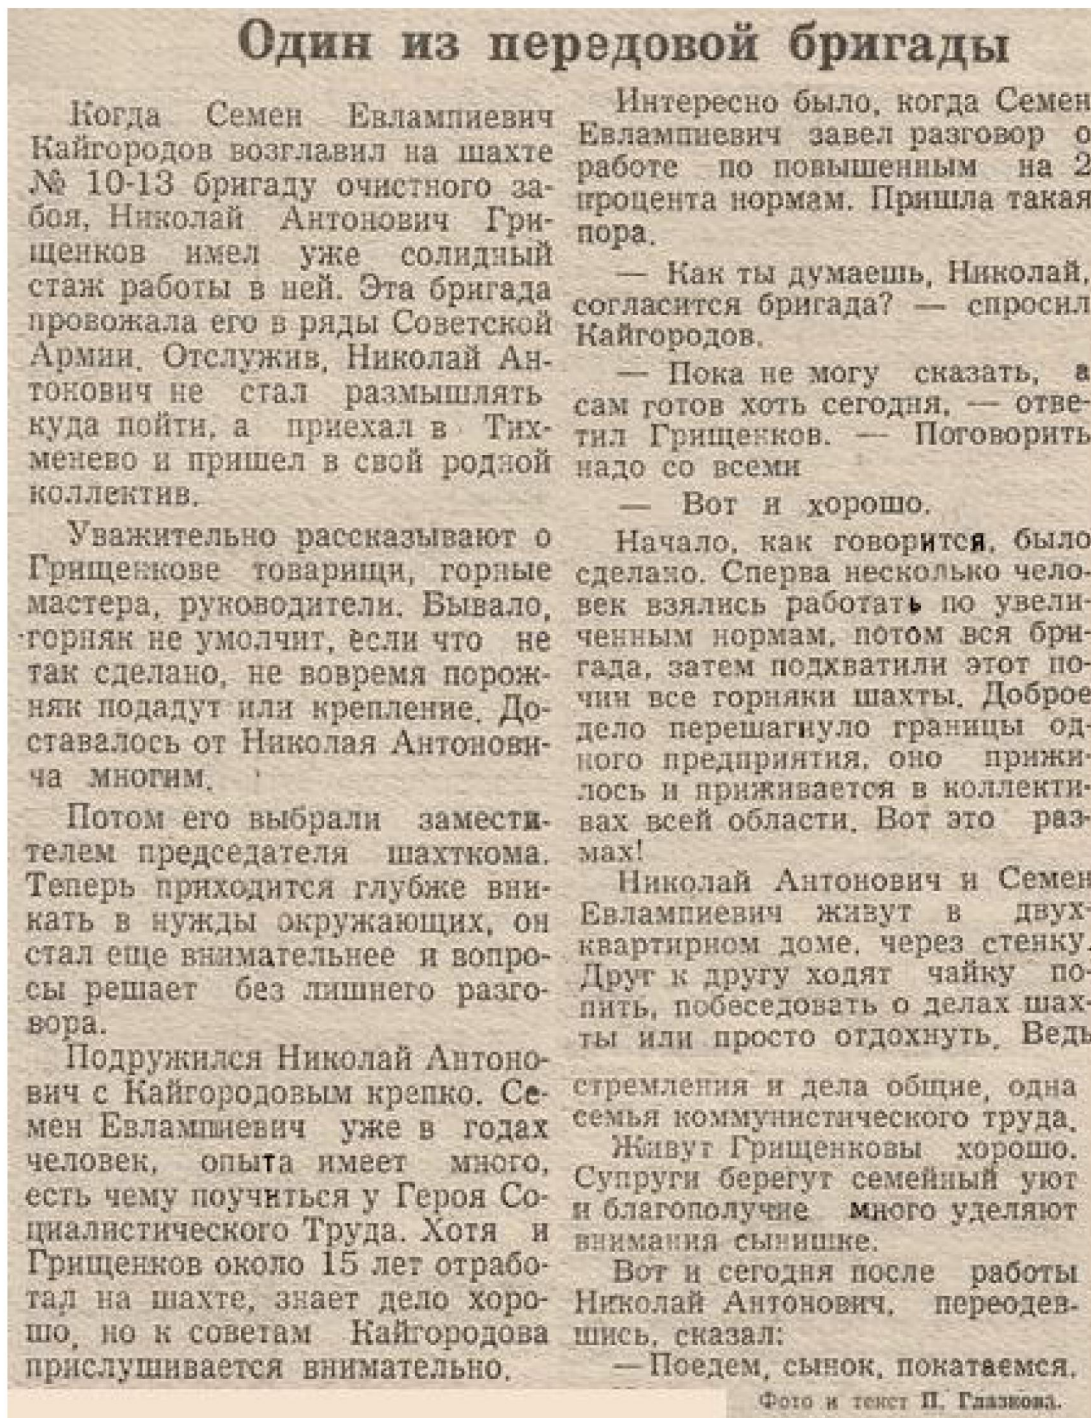 Один из передовой бригады
Когда Семен Евлампиевич
Кайгородов возглавил на шахте
№ 10-13 бригаду очистного за-
боя, Николай Антонович Гри-
щенков имел уже солидный
стаж работы в ней. Эта бригада
провожала его в ряды Советской
Армии. Отслужив, Николай Ан-
тонович не стал размышлять
куда пойти, а приехал в Тих-
менево и пришел в свой родной
коллектив.
Уважительно рассказывают о
Грищенкове товарищи, горные
мастера, руководители. Бывало,
горняк не умолчит, если что не
так сделано, не вовремя порож-
няк подадут или крепление. До-
ставалось от Николая Антонови-
ча многим.
Потом его выбрали замести-
телем председателя шахткома.
Теперь приходится глубже вни-
кать в нужды окружающих, он
стал еще внимательнее и вопро-
сы решает без лишнего разго-
вора.
Подружился Николай Антоно-
вич с Кайгородовым крепко. Се-
мен Евлампиевич уже в годах
человек, опыта имеет много,
есть чему поучиться у Героя Со-
циалистического Труда. Хотя и
Грищенков около 15 лет отрабо-
тал на шахте, знает дело хоро-
шо, но к советам Кайгородова
прислушивается внимательно.
Интересно было, когда Семен
Евлампиевич завел разговор о
работе по повышенным на 2
процента нормам. Пришла такая
пора.
— Как ты думаешь, Николай,
согласится бригада? — спросил
Кайгородов.
— Пока не могу сказать, а
сам готов хоть сегодня, — отве-
тил Грищенков. — Поговорить
надо со всеми
— Вот и хорошо.
Начало, как говорится, было
сделано. Сперва несколько чело-
век взялись работать по увели-
ченным нормам, потом вся бри-
гада, затем подхватили этот по-
чин все горняки шахты. Доброе
дело перешагнуло границы од-
ного предприятия, оно прижи-
лось и приживается в коллекти-
вах всей области. Вот это раз-
мах!
Николай Антонович и Семен
Евлампиевич живут в двух-
квартирном доме, через стенку.
Друг к другу ходят чайку по-
пить, побеседовать о делах шах-
ты или просто отдохнуть. Ведь
стремления и дела общие, одна
семья коммунистического труда.
Живут Грищенковы хорошо.
Супруги берегут семейный уют
и благополучие много уделяют
внимания сынишке.
Вот и сегодня после работы
Николай Антонович, переодев-
шись, сказал:
— Поедем, сынок, покатаемся.
Фото и текст П. Глазкова.